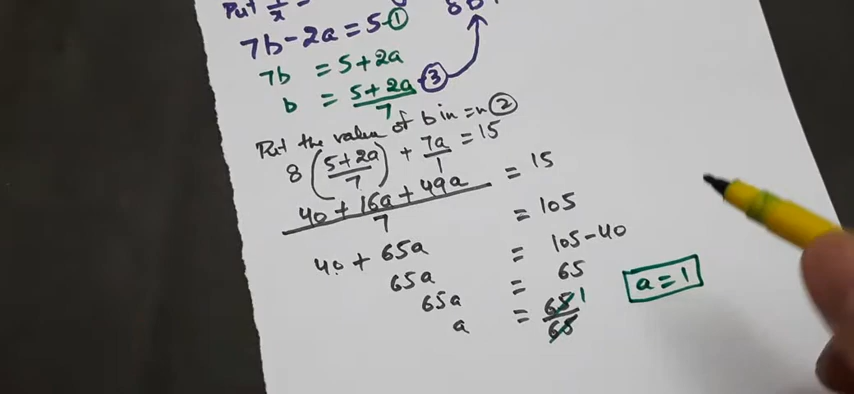 Put 1/x =
7b - 2a = 5 - ①
7b = 5 + 2a
b = (5 + 2a)/7 - ③
Put the value of b in =n ②
8 ((5 + 2a)/7) + 7a/1 = 15
(40 + 16a + 49a)/7 = 15
40 + 65a = 105
65a = 105 - 40
65a = 65
a = 65/65 1
a = 1